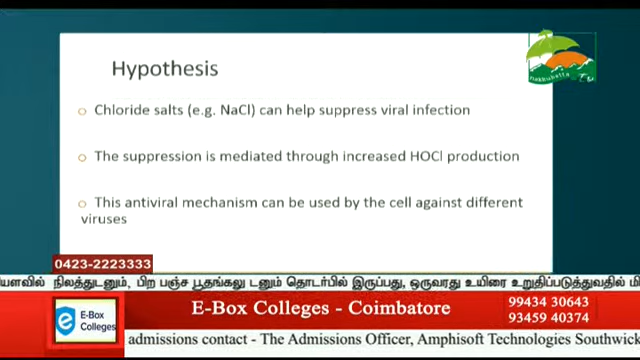 Hypothesis
Chloride salts (e.g. NaCl) can help suppress viral infection
The suppression is mediated through increased HOCl production
This antiviral mechanism can be used by the cell against different
viruses
0423-2223333
நிலத்துடனும், பிற பஞ்ச பூதங்கலு டனும் தொடர்பில் இருப்பது, ஒருவரது உயிரை உறுதிப்படுத்துவதில்
E-Box Colleges - Coimbatore
99434 30643
93459 40374
E-Box
Colleges
admissions contact - The Admissions Officer, Amphisoft Technologies Southwick